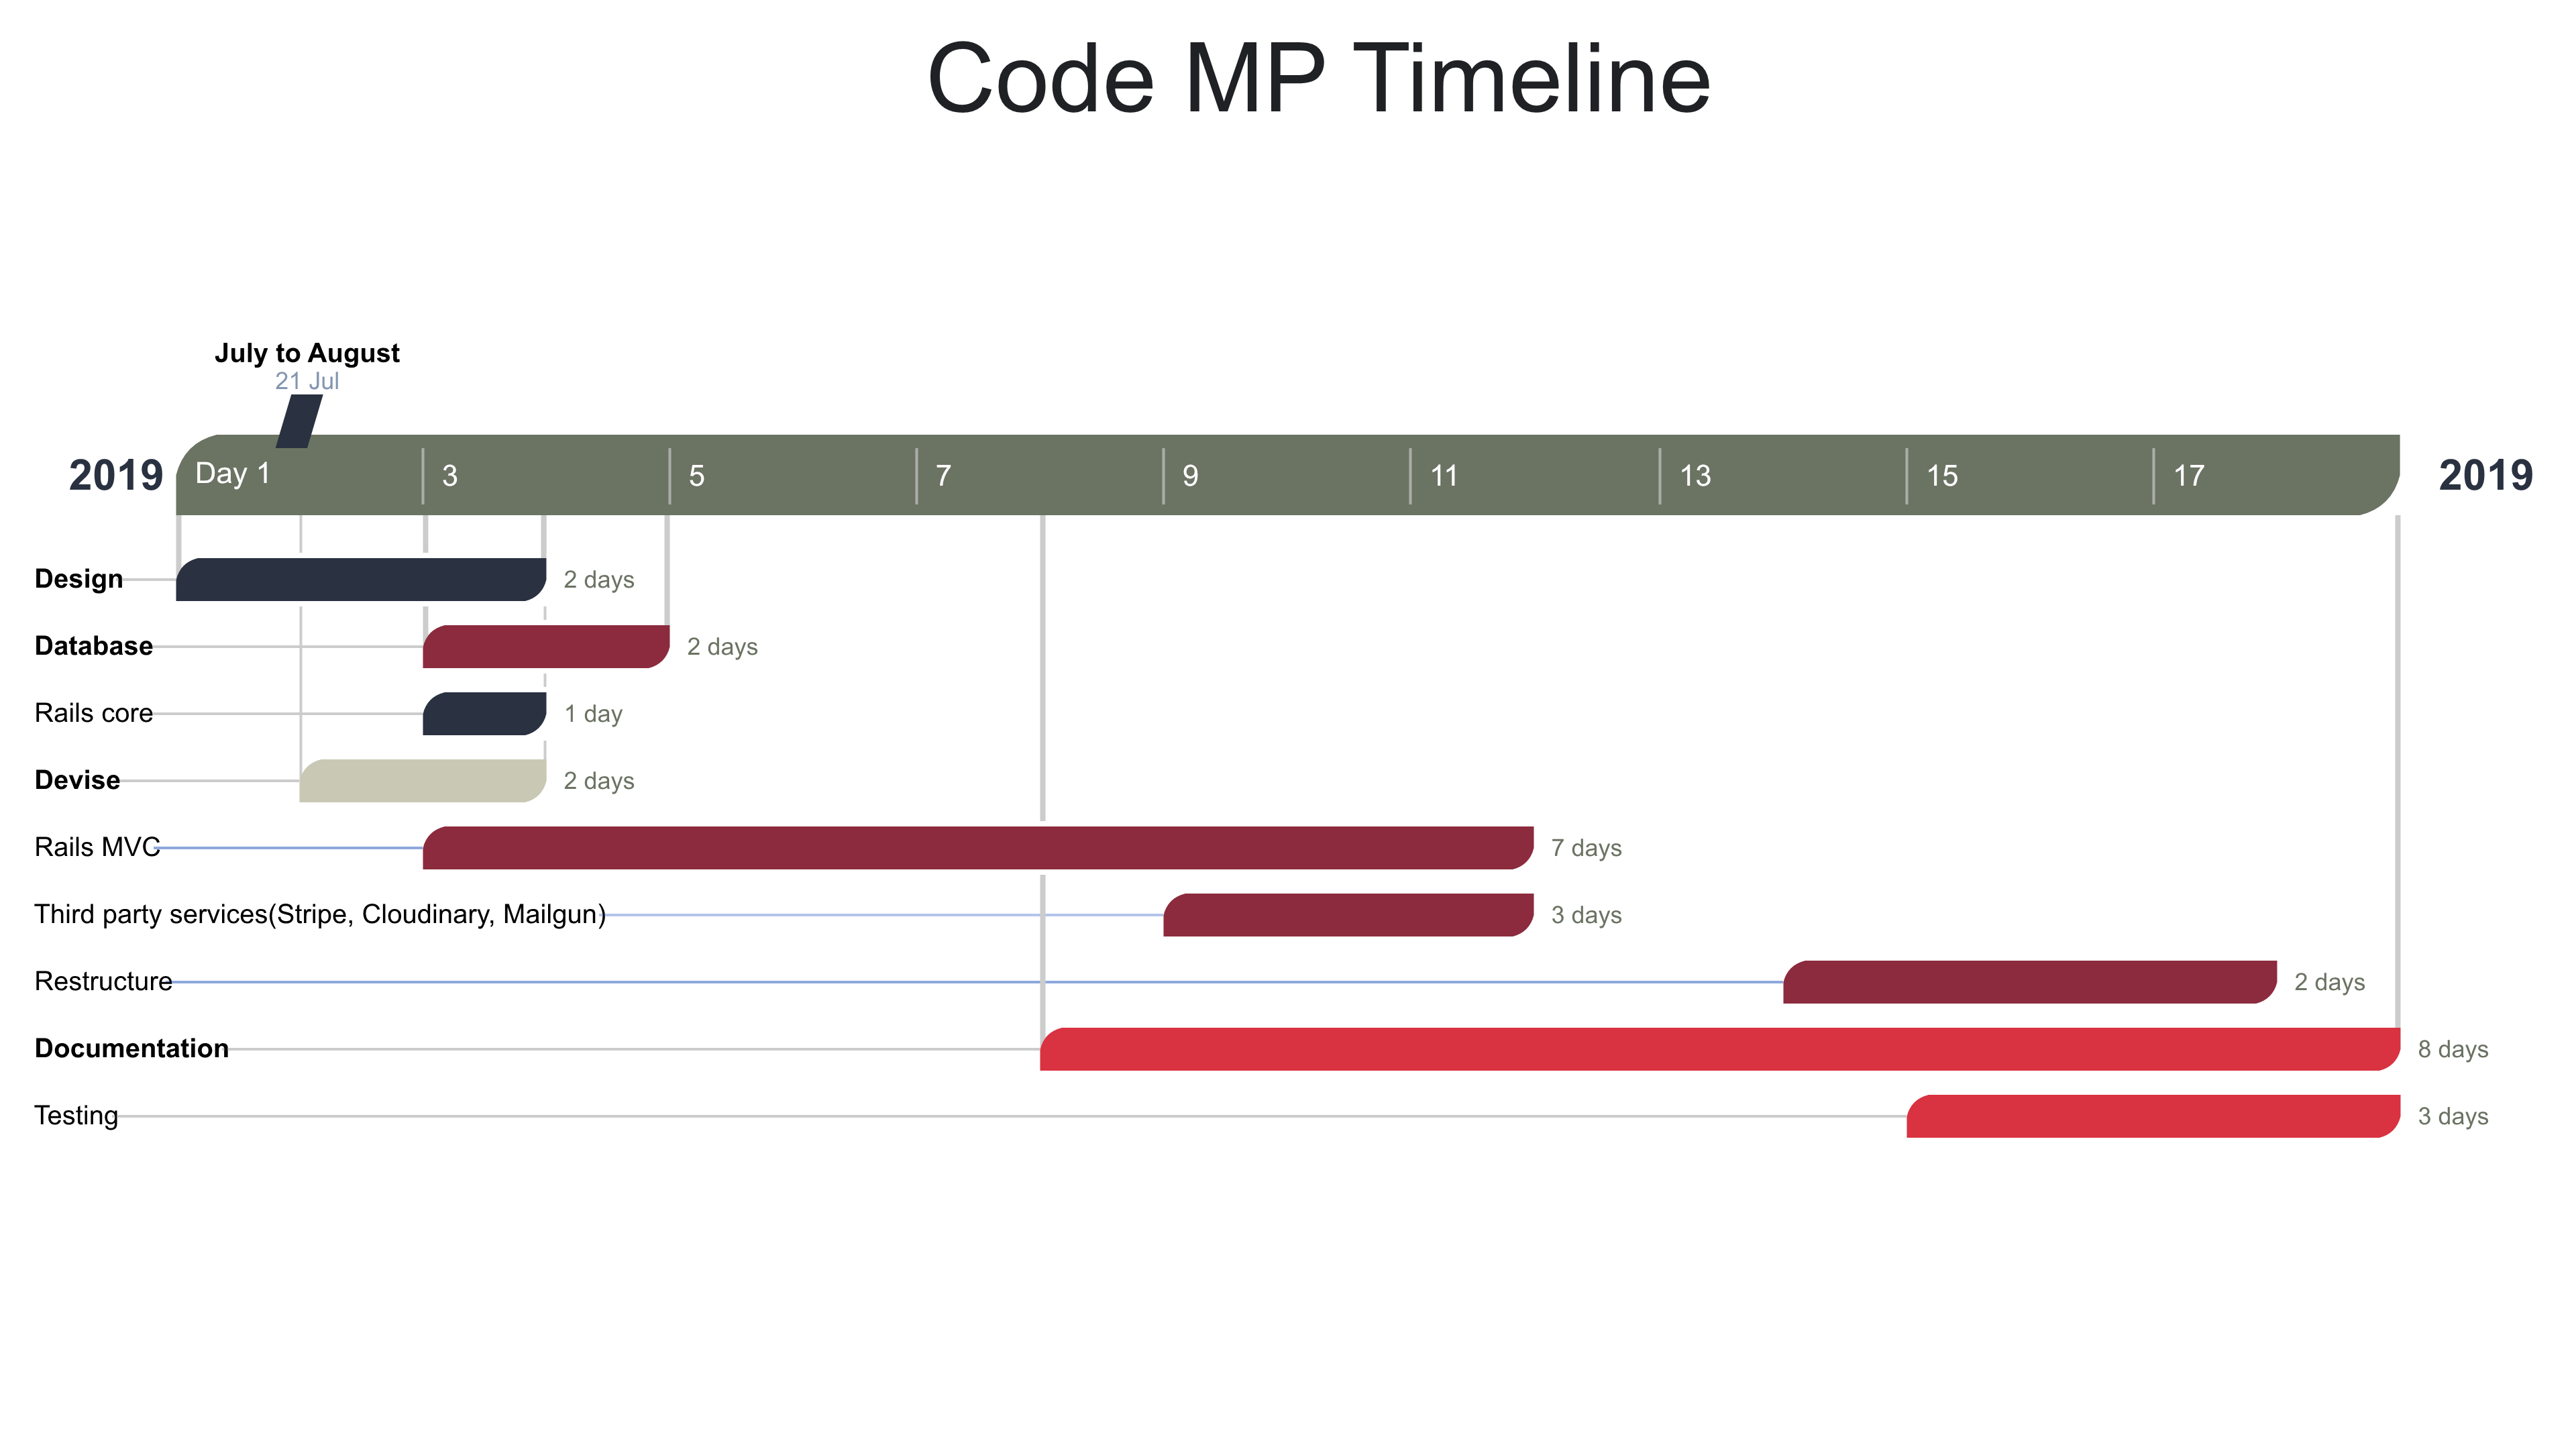 Code MP Timeline
July to August
21 Jul
2019 Day 1 3 5 7 9 11 13 15 17 2019
Design 2 days
Database 2 days
Rails core 1 day
Devise 2 days
Rails MVC 7 days
Third party services(Stripe, Cloudinary, Mailgun) 3 days
Restructure 2 days
Documentation 8 days
Testing 3 days